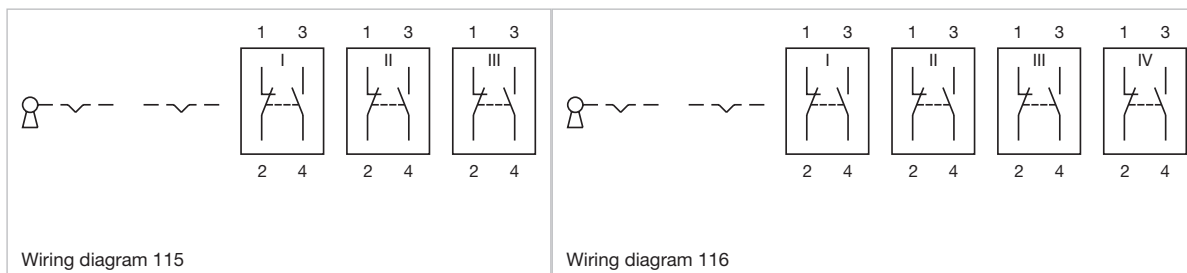 1 3 1 3 1 3
I II III
2 4 2 4 2 4
Wiring diagram 115
1 3 1 3 1 3 1 3
I II III IV
2 4 2 4 2 4 2 4
Wiring diagram 116